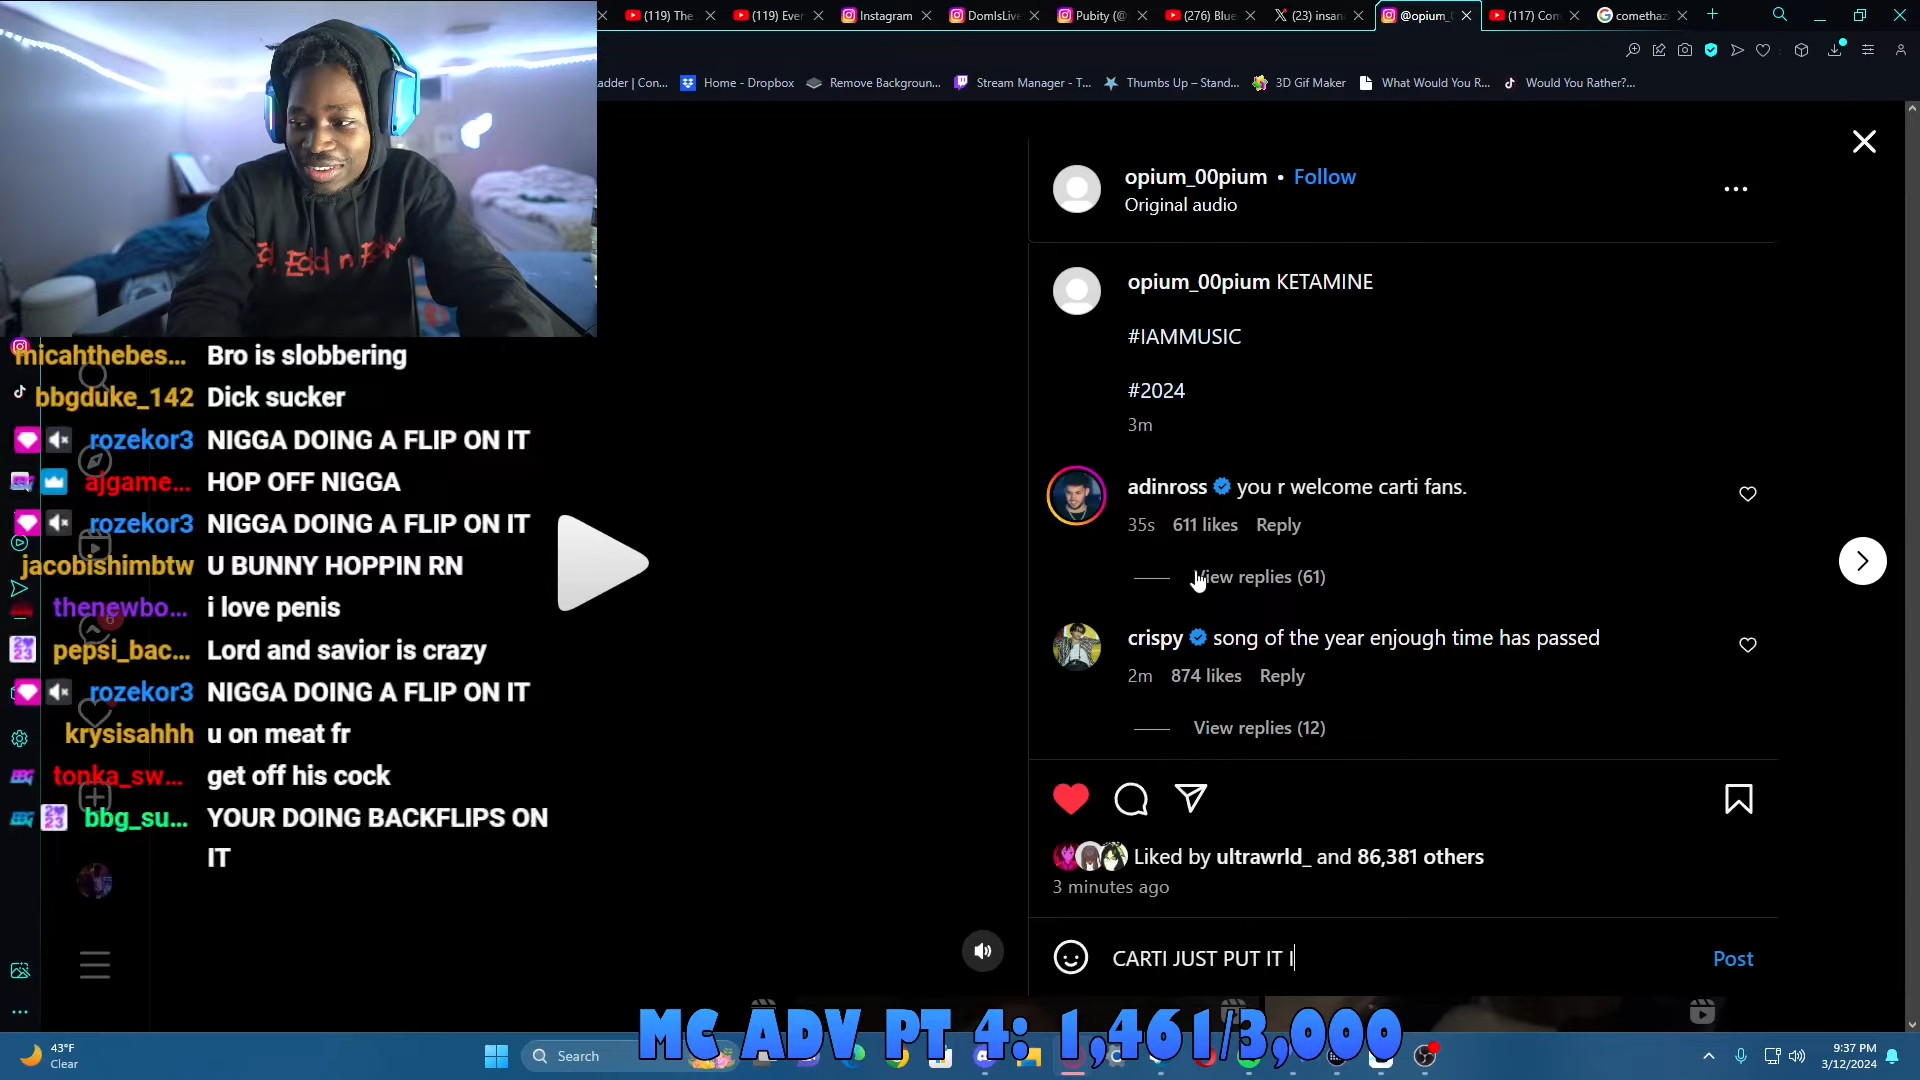 (119) The
(119) Ever
Instagram
DomIsLive
Pubity (@
(276) Blue
(23) insan
@opium_
(117) Com
comethaz
adder | Con...
Home - Dropbox
Remove Backgroun...
Stream Manager - T...
Thumbs Up – Stand...
3D Gif Maker
What Would You R...
Would You Rather?...
Ed, Edd n Eddy
micahthebes... Bro is slobbering
bbgduke_142 Dick sucker
rozekor3 NIGGA DOING A FLIP ON IT
ajgame... HOP OFF NIGGA
rozekor3 NIGGA DOING A FLIP ON IT
jacobishimbtw U BUNNY HOPPIN RN
thenewbo... i love penis
pepsi_bac... Lord and savior is crazy
rozekor3 NIGGA DOING A FLIP ON IT
krysisahhh u on meat fr
tonka_sw... get off his cock
bbg_su... YOUR DOING BACKFLIPS ON
IT
opium_00pium • Follow
Original audio
opium_00pium KETAMINE
#IAMMUSIC
#2024
3m
adinross you r welcome carti fans.
35s 611 likes Reply
View replies (61)
crispy song of the year enjough time has passed
2m 874 likes Reply
View replies (12)
Liked by ultrawrld_ and 86,381 others
3 minutes ago
CARTI JUST PUT IT I
Post
MC ADV PT 4: 1,461/3,000
43°F
Clear
Search
9:37 PM
3/12/2024